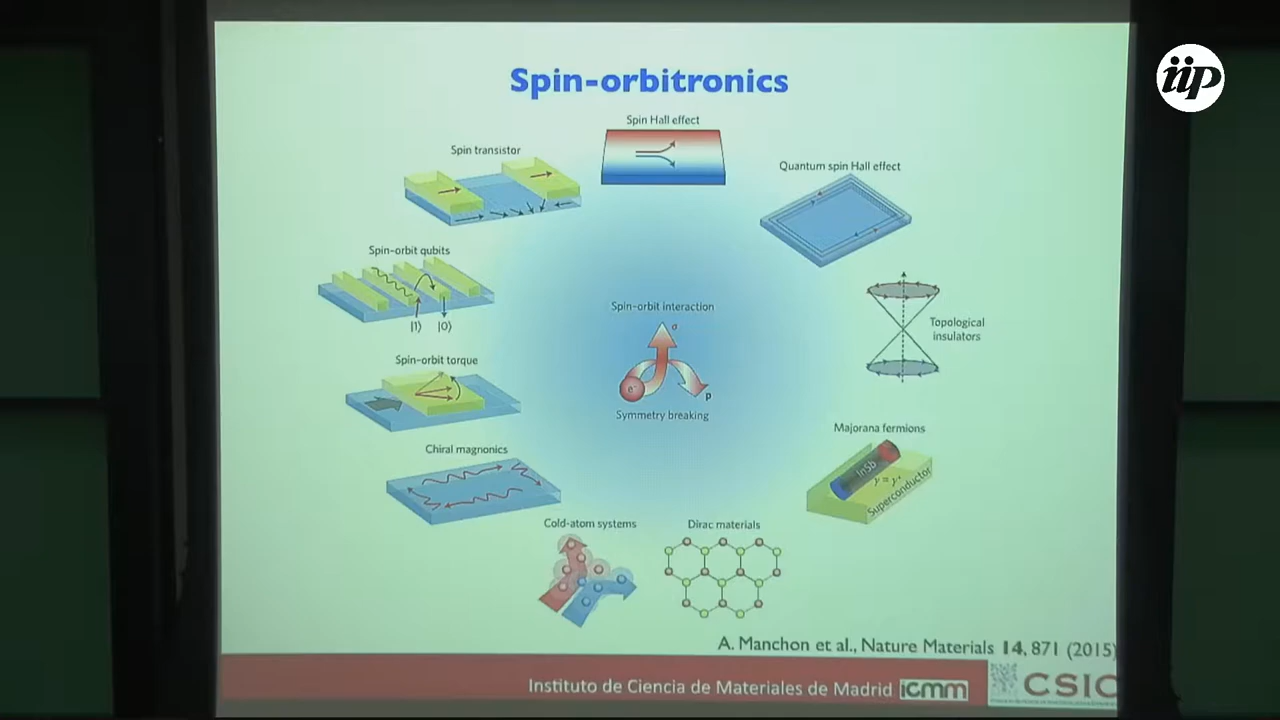 iip
Spin-orbitronics
Spin Hall effect
Spin transistor
Quantum spin Hall effect
Spin-orbit qubits
|1⟩ |0⟩
Spin-orbit interaction
σ
e-
p
Symmetry breaking
Topological
insulators
Spin-orbit torque
Majorana fermions
InSb
γ = γ+
Superconductor
Chiral magnonics
Cold-atom systems
Dirac materials
A. Manchon et al., Nature Materials 14, 871 (2015)
Instituto de Ciencia de Materiales de Madrid icmm
CSIC